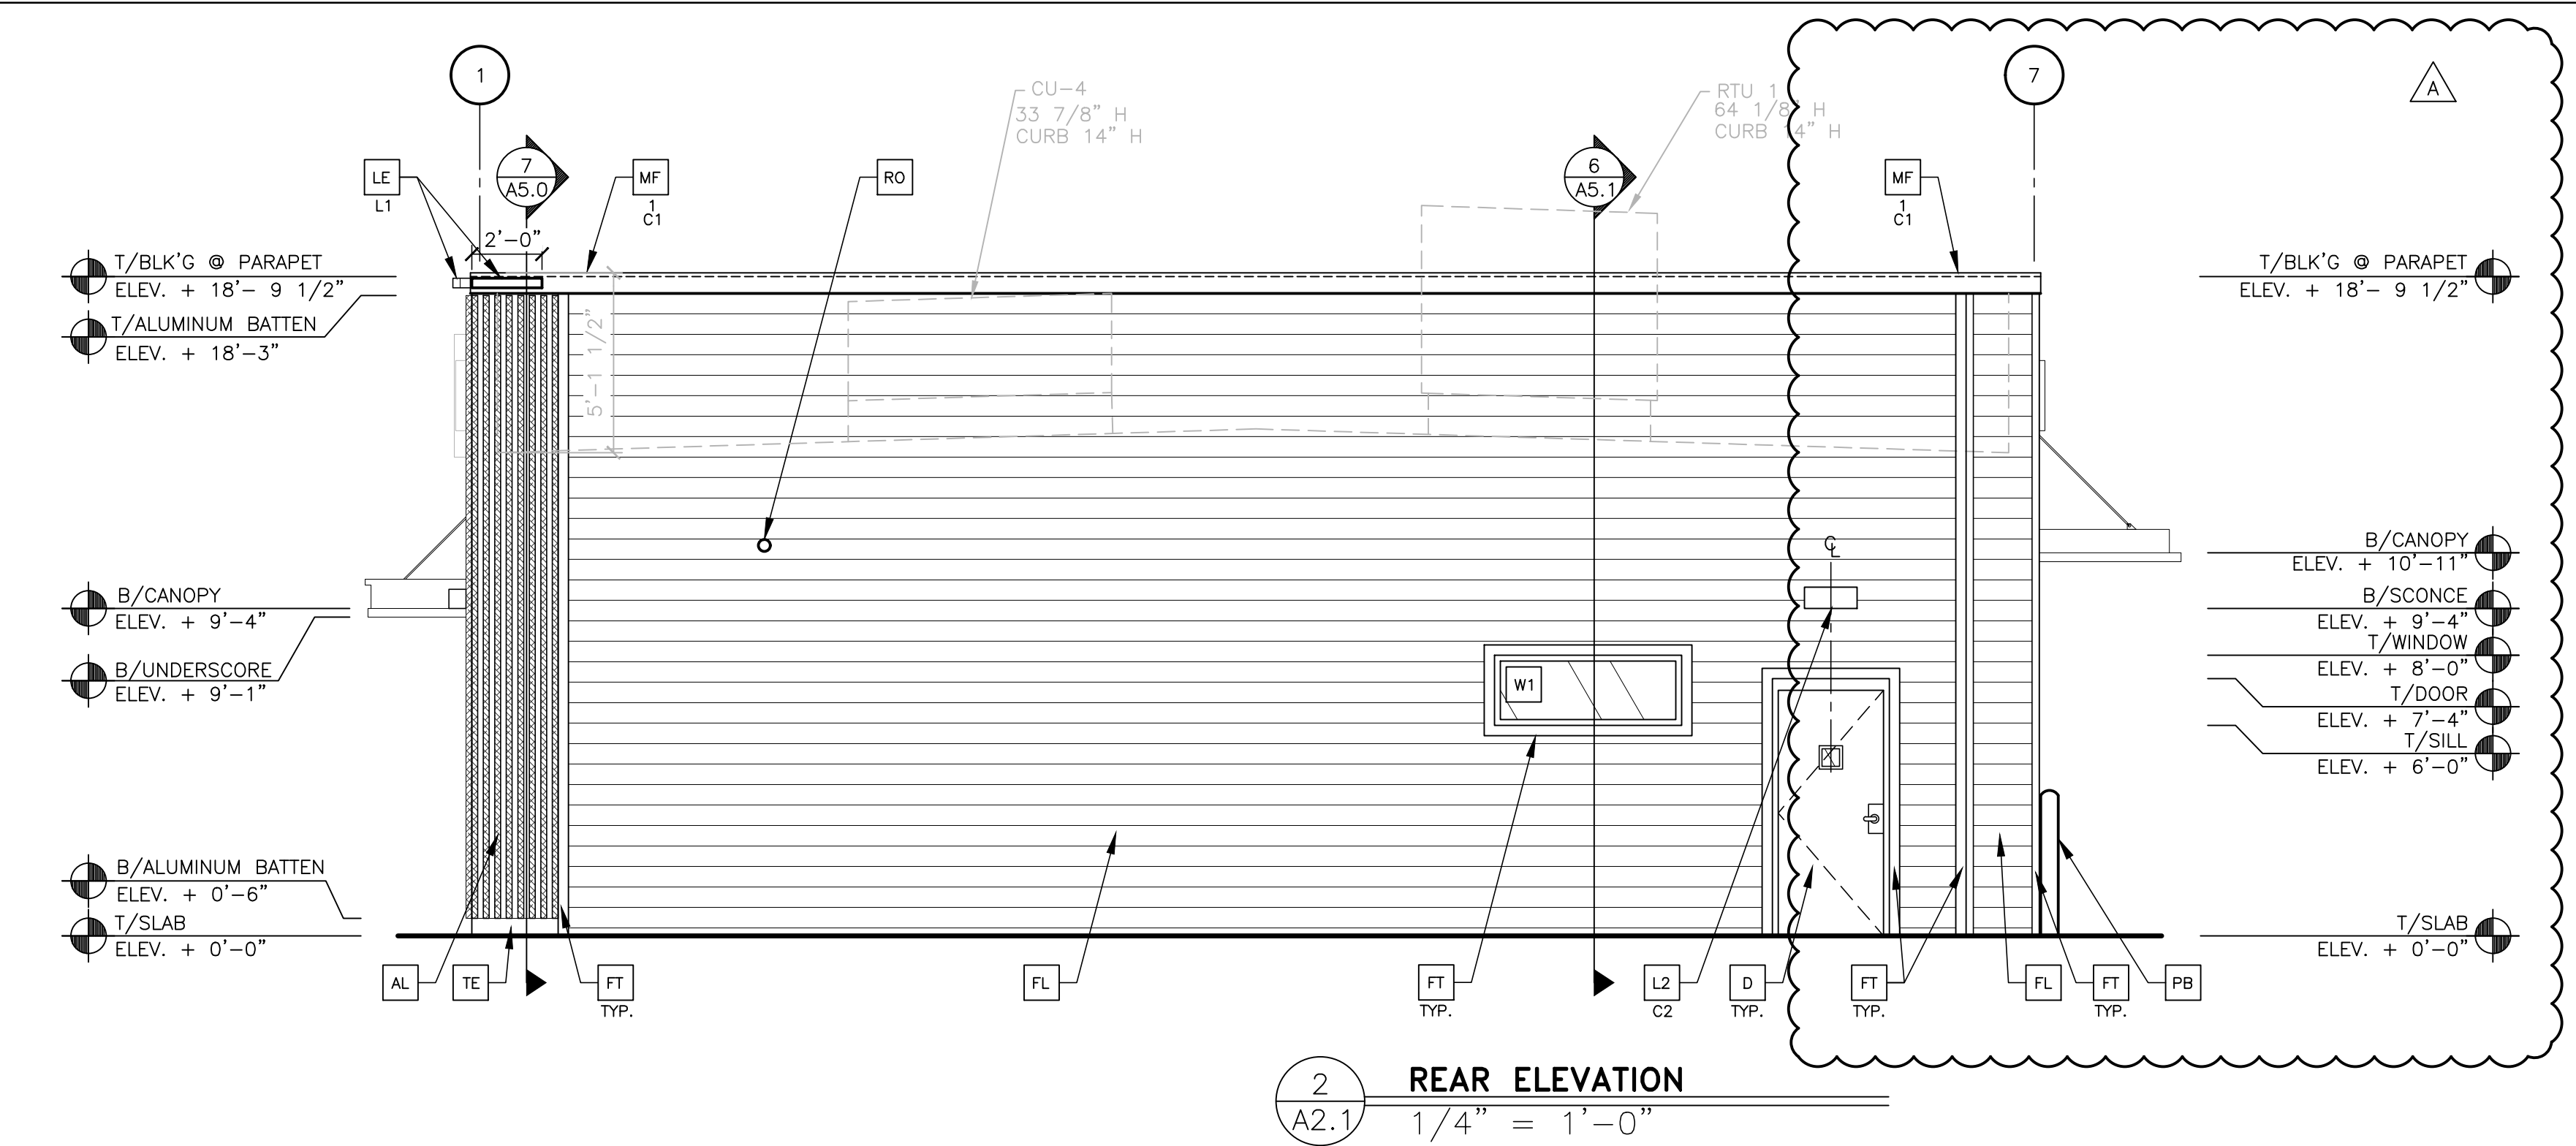 1
7
A
CU-4
33 7/8" H
CURB 14" H
RTU 1
64 1/8" H
CURB 14" H
LE
L1
7
A5.0
MF
1
C1
RO
6
A5.1
MF
1
C1
2'-0"
T/BLK'G @ PARAPET
ELEV. + 18'- 9 1/2"
T/ALUMINUM BATTEN
ELEV. + 18'-3"
5'-1 1/2"
B/CANOPY
ELEV. + 9'-4"
B/UNDERSCORE
ELEV. + 9'-1"
B/ALUMINUM BATTEN
ELEV. + 0'-6"
T/SLAB
ELEV. + 0'-0"
W1
CL
T/BLK'G @ PARAPET
ELEV. + 18'- 9 1/2"
B/CANOPY
ELEV. + 10'-11"
B/SCONCE
ELEV. + 9'-4"
T/WINDOW
ELEV. + 8'-0"
T/DOOR
ELEV. + 7'-4"
T/SILL
ELEV. + 6'-0"
T/SLAB
ELEV. + 0'-0"
AL
TE
FT
TYP.
FL
FT
TYP.
L2
C2
D
TYP.
FT
TYP.
FL
FT
TYP.
PB
2
A2.1
REAR ELEVATION
1/4" = 1'-0"